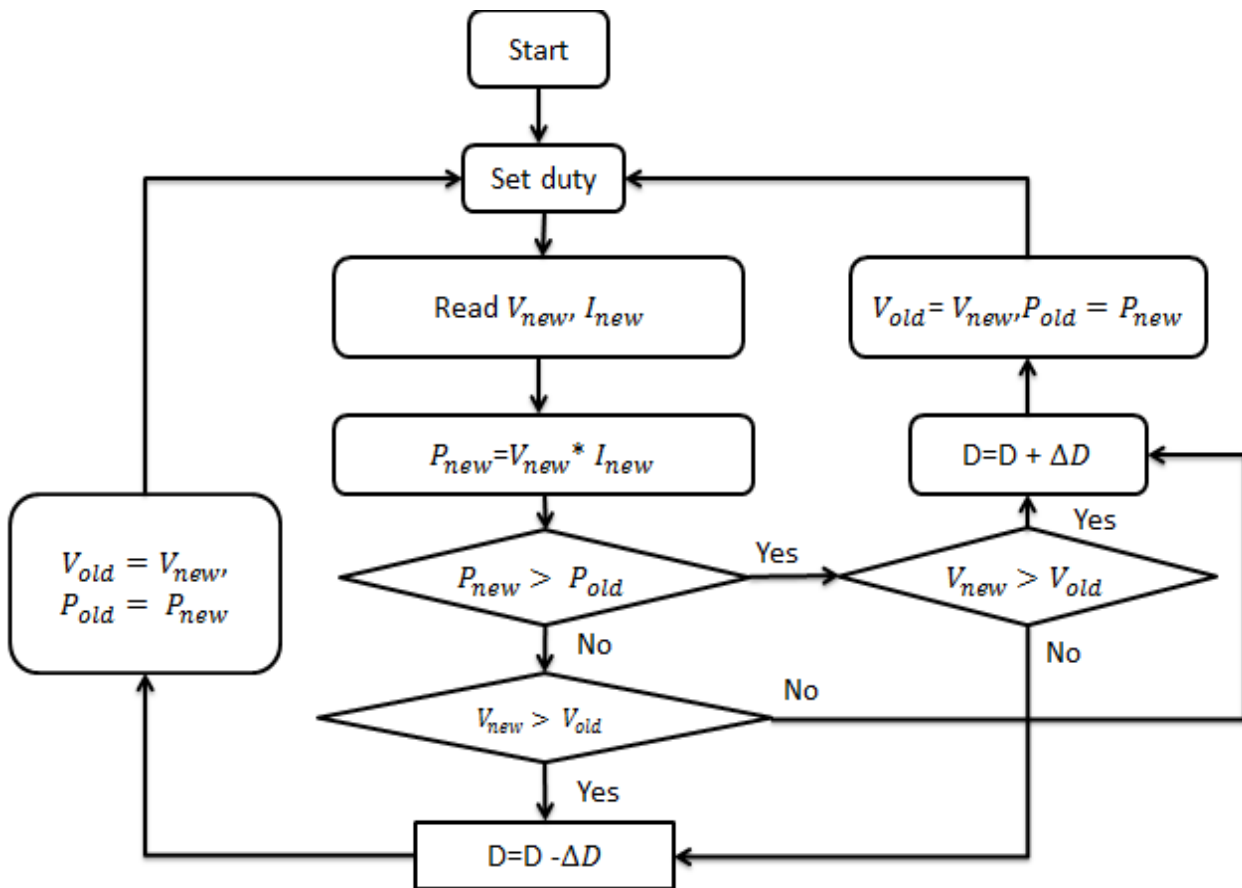 Start
Set duty
Read V_new, I_new
V_old= V_new,P_old = P_new
P_new=V_new* I_new
D=D + ΔD
Yes
Yes
P_new > P_old
V_new > V_old
V_old = V_new,
P_old = P_new
No
No
No
V_new > V_old
Yes
D=D -ΔD